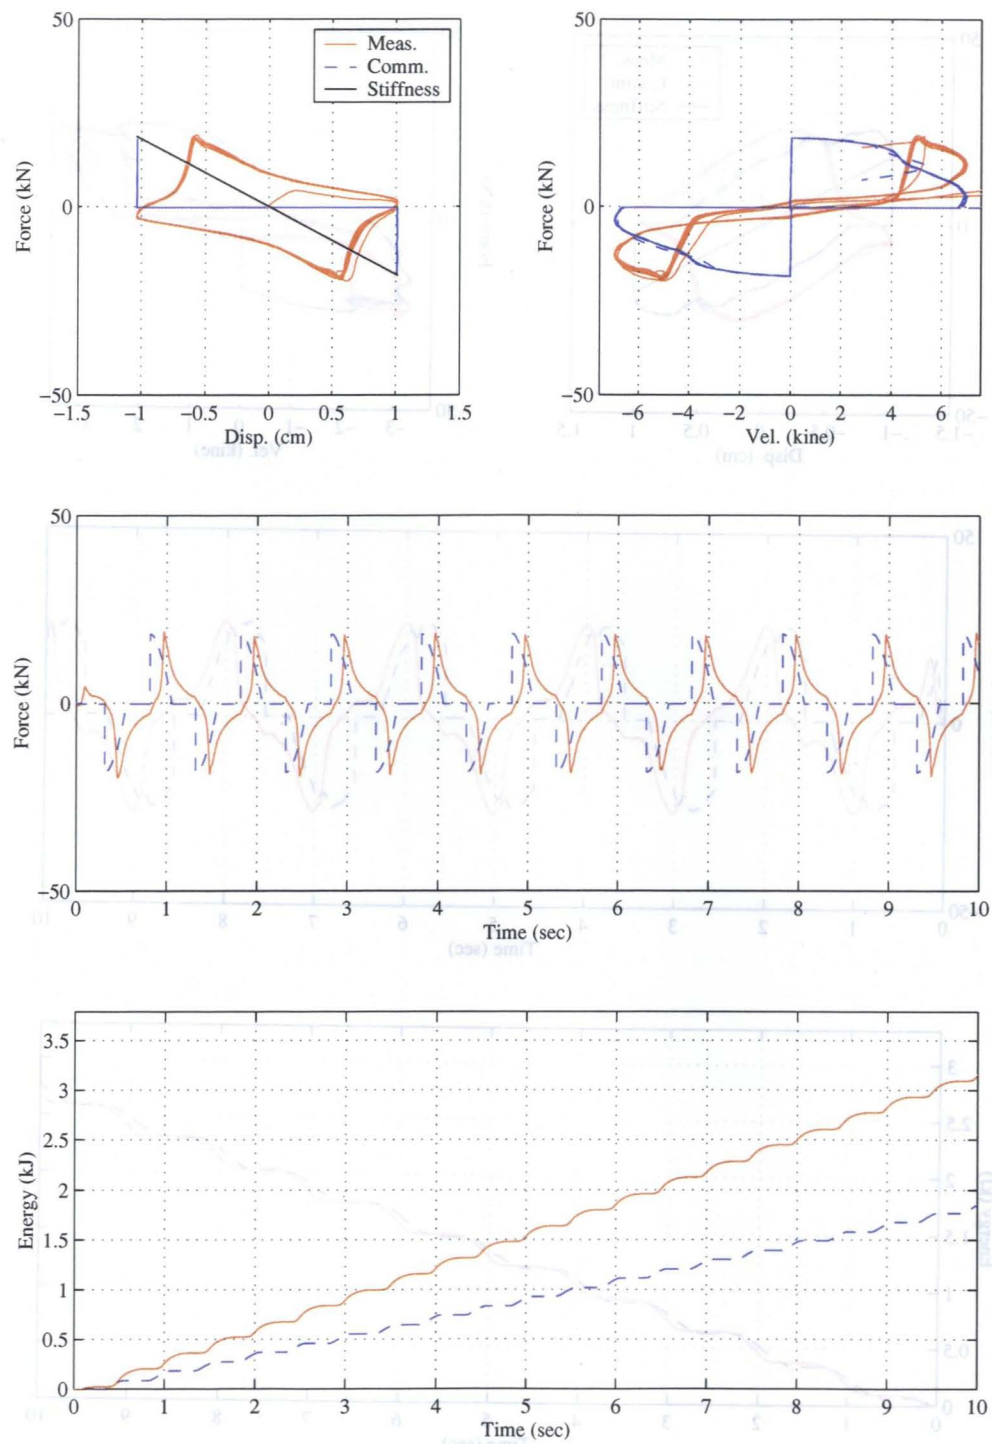 50
0
−50
Force (kN)
−1.5 −1 −0.5 0 0.5 1 1.5
Disp. (cm)
Meas.
Comm.
Stiffness
50
0
−50
Force (kN)
−6 −4 −2 0 2 4 6
Vel. (kine)
50
0
−50
Force (kN)
0 1 2 3 4 5 6 7 8 9 10
Time (sec)
3.5
3
2.5
2
1.5
1
0.5
0
Energy (kJ)
0 1 2 3 4 5 6 7 8 9 10
Time (sec)